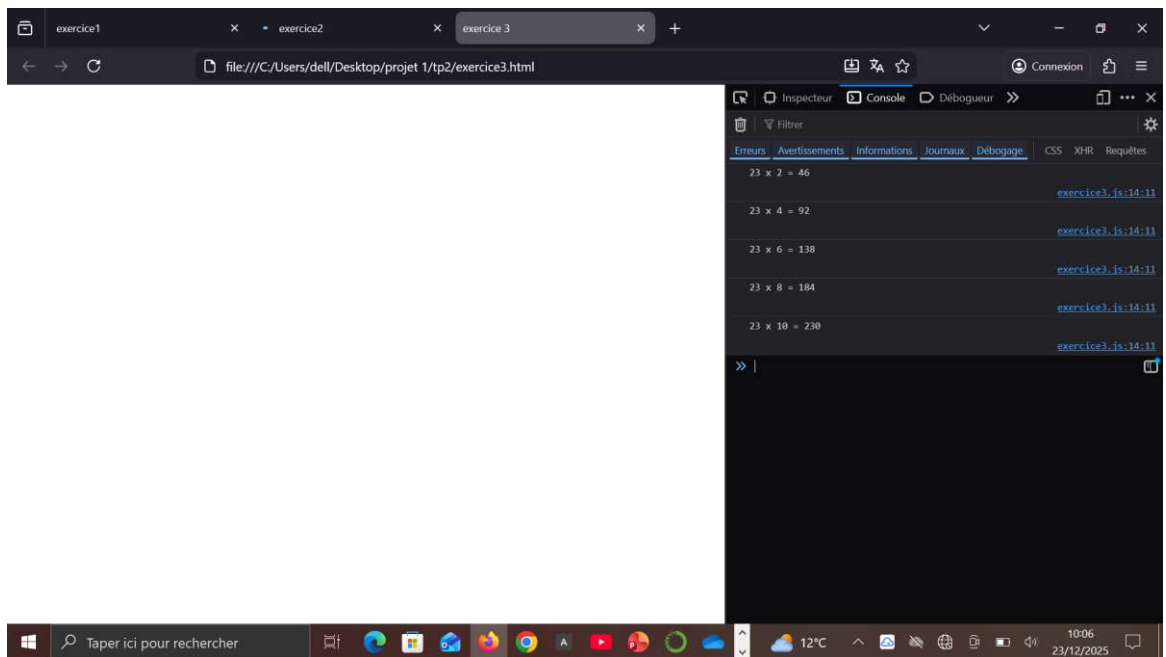 exercice1
exercice2
exercice 3
file:///C:/Users/dell/Desktop/projet 1/tp2/exercice3.html
Connexion
Inspecteur
Console
Débogueur
Filtrer
Erreurs Avertissements Informations Journaux Débogage CSS XHR Requêtes
23 x 2 = 46
exercice3.js:14:11
23 x 4 = 92
exercice3.js:14:11
23 x 6 = 138
exercice3.js:14:11
23 x 8 = 184
exercice3.js:14:11
23 x 10 = 230
exercice3.js:14:11
Taper ici pour rechercher
12°C
10:06
23/12/2025